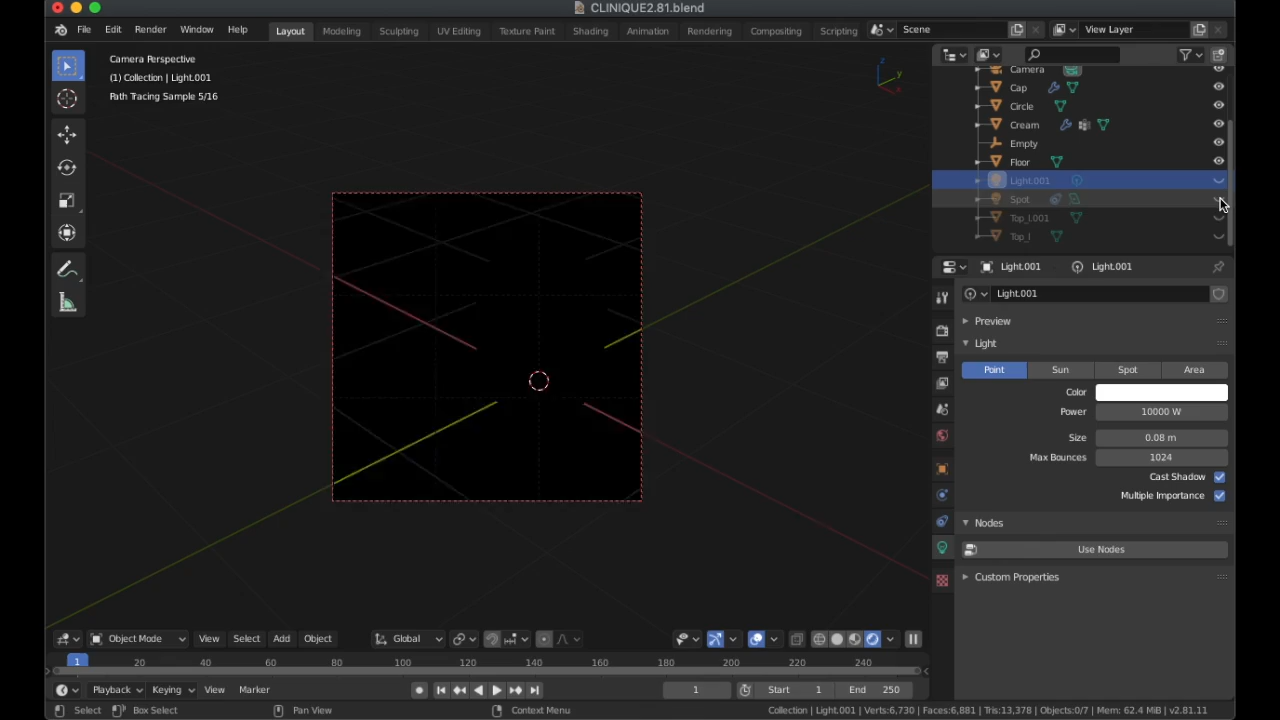 CLINIQUE2.81.blend
File Edit Render Window Help Layout Modeling Sculpting UV Editing Texture Paint Shading Animation Rendering Compositing Scripting Scene View Layer
Camera Perspective
(1) Collection | Light.001
Path Tracing Sample 5/16
z
y
x
Camera
Cap
Circle
Cream
Empty
Floor
Light.001
Spot
Top_l.001
Top_l
Light.001 Light.001
Light.001
Preview
Light
Point Sun Spot Area
Color
Power 10000 W
Size 0.08 m
Max Bounces 1024
Cast Shadow
Multiple Importance
Nodes
Use Nodes
Custom Properties
Object Mode View Select Add Object Global
1 20 40 60 80 100 120 140 160 180 200 220 240
Playback Keying View Marker 1 Start 1 End 250
Select Box Select Pan View Context Menu Collection | Light.001 | Verts:6,730 | Faces:6,881 | Tris:13,378 | Objects:0/7 | Mem: 62.4 MiB | v2.81.11